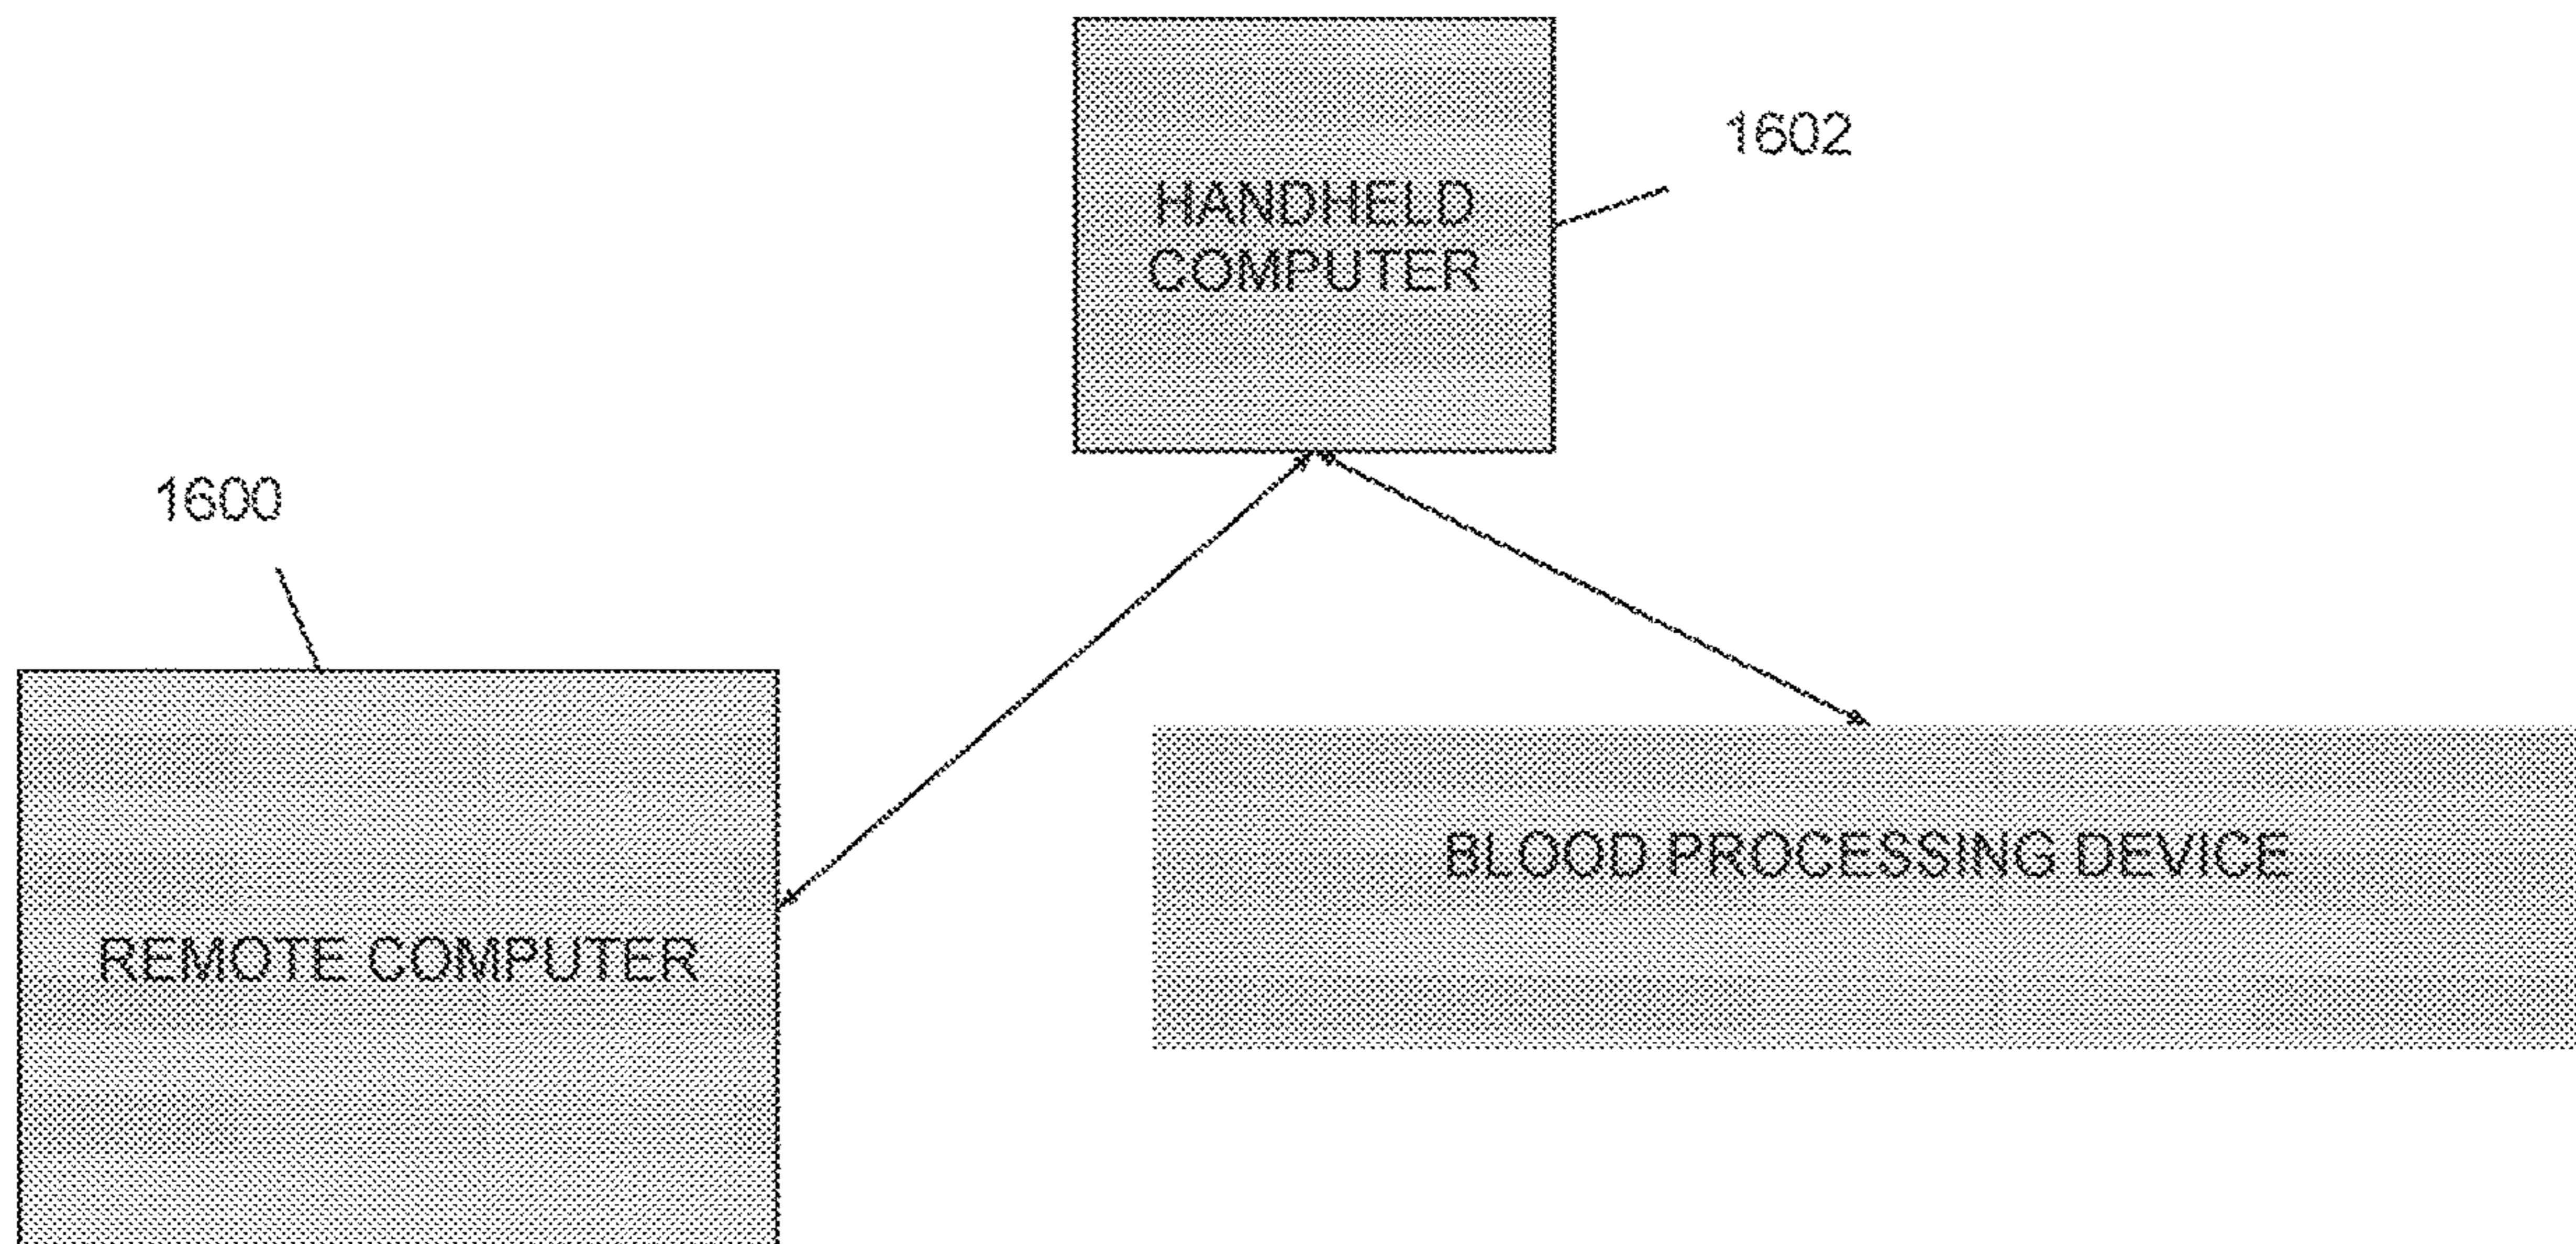 1602
HANDHELD
COMPUTER
1600
BLOOD PROCESSING DEVICE
REMOTE COMPUTER